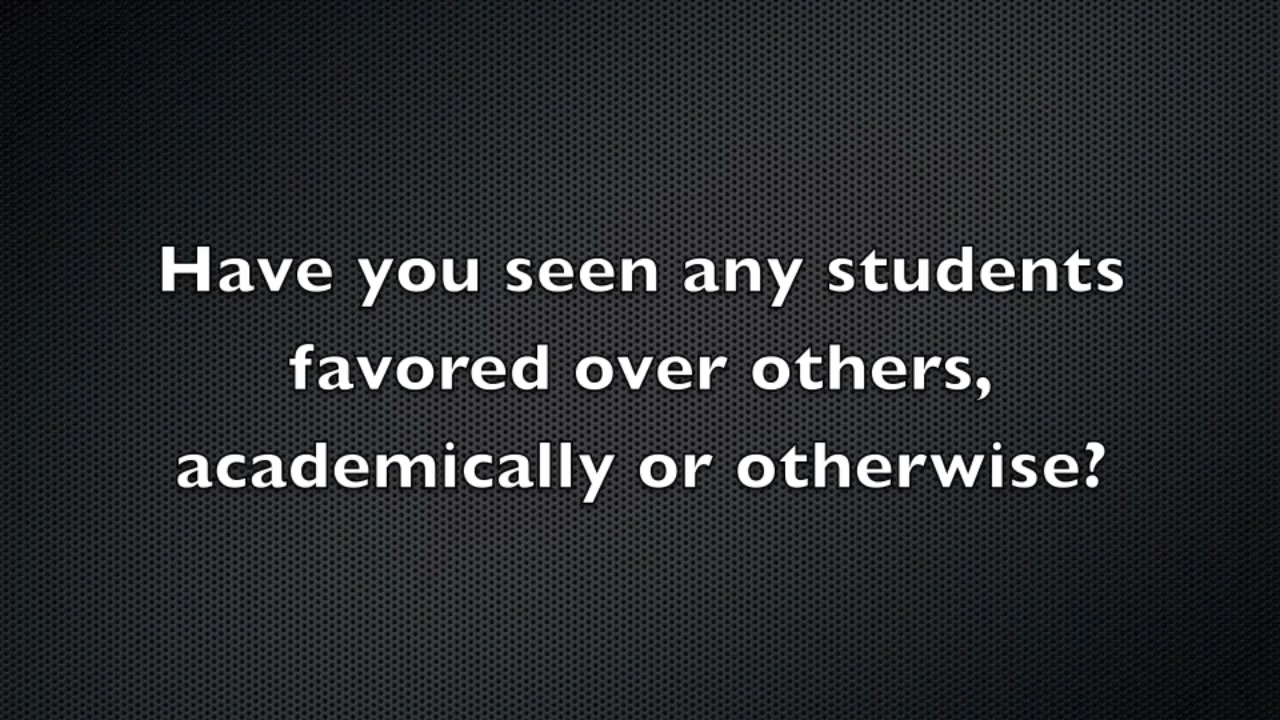 Have you seen any students
favored over others,
academically or otherwise?